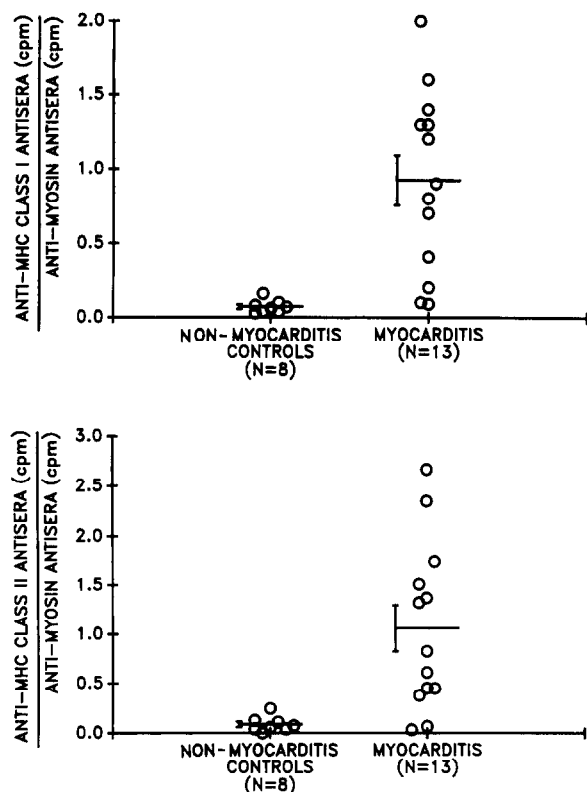 ANTI-MHC CLASS I ANTISERA (cpm)
ANTI-MYOSIN ANTISERA (cpm)
2.0
1.5
1.0
0.5
0.0
NON-MYOCARDITIS
CONTROLS
(N=8)
MYOCARDITIS
(N=13)
ANTI-MHC CLASS II ANTISERA (cpm)
ANTI-MYOSIN ANTISERA (cpm)
3.0
2.5
2.0
1.5
1.0
0.5
0.0
NON-MYOCARDITIS
CONTROLS
(N=8)
MYOCARDITIS
(N=13)